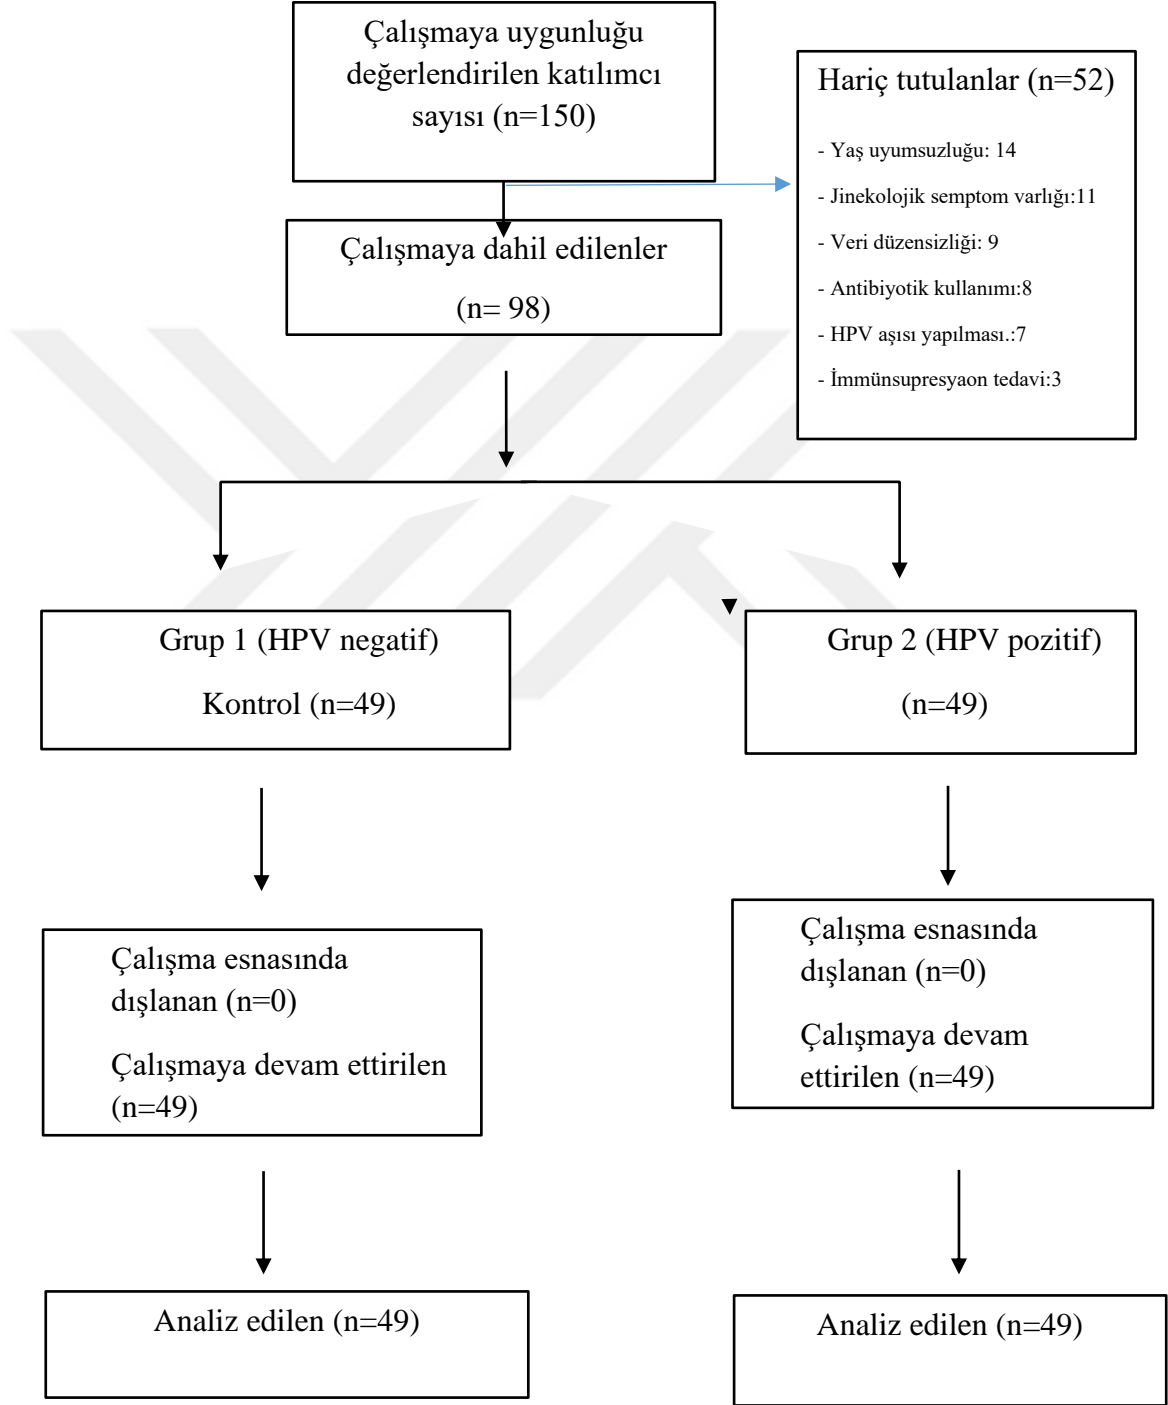 Çalışmaya uygunluğu
değerlendirilen katılımcı
sayısı (n=150)
Hariç tutulanlar (n=52)
- Yaş uyumsuzluğu: 14
- Jinekolojik semptom varlığı:11
- Veri düzensizliği: 9
- Antibiyotik kullanımı:8
- HPV aşısı yapılması.:7
- İmmünsupresyaon tedavi:3
Çalışmaya dahil edilenler
(n= 98)
Grup 1 (HPV negatif)
Kontrol (n=49)
Grup 2 (HPV pozitif)
(n=49)
Çalışma esnasında
dışlanan (n=0)
Çalışmaya devam ettirilen
(n=49)
Çalışma esnasında
dışlanan (n=0)
Çalışmaya devam
ettirilen (n=49)
Analiz edilen (n=49)
Analiz edilen (n=49)